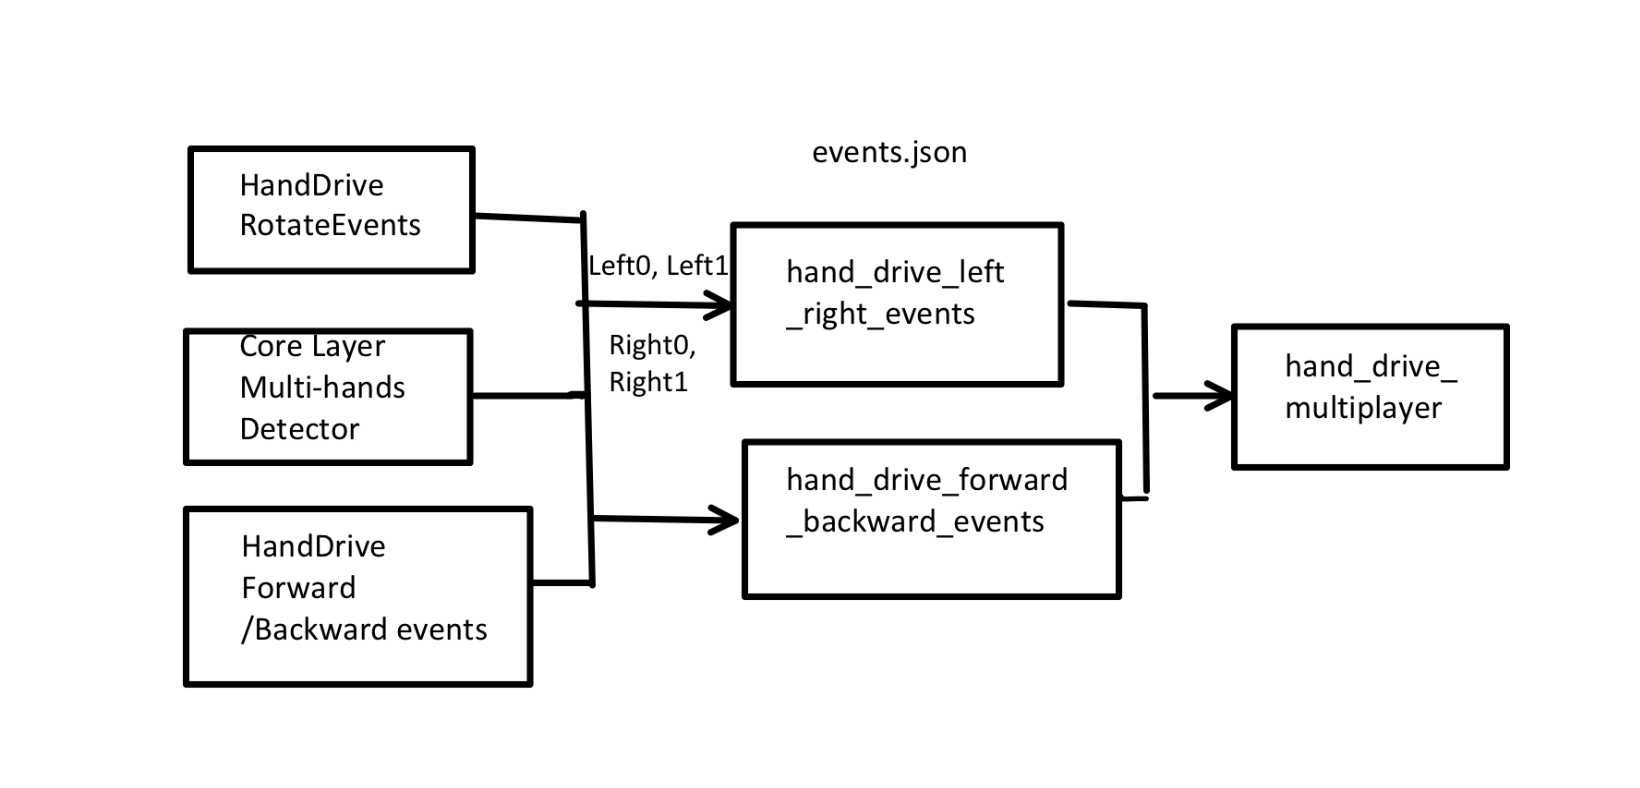 events.json
HandDrive
RotateEvents
Core Layer
Multi-hands
Detector
HandDrive
Forward
/Backward events
Left0, Left1
Right0,
Right1
hand_drive_left
_right_events
hand_drive_forward
_backward_events
hand_drive_
multiplayer